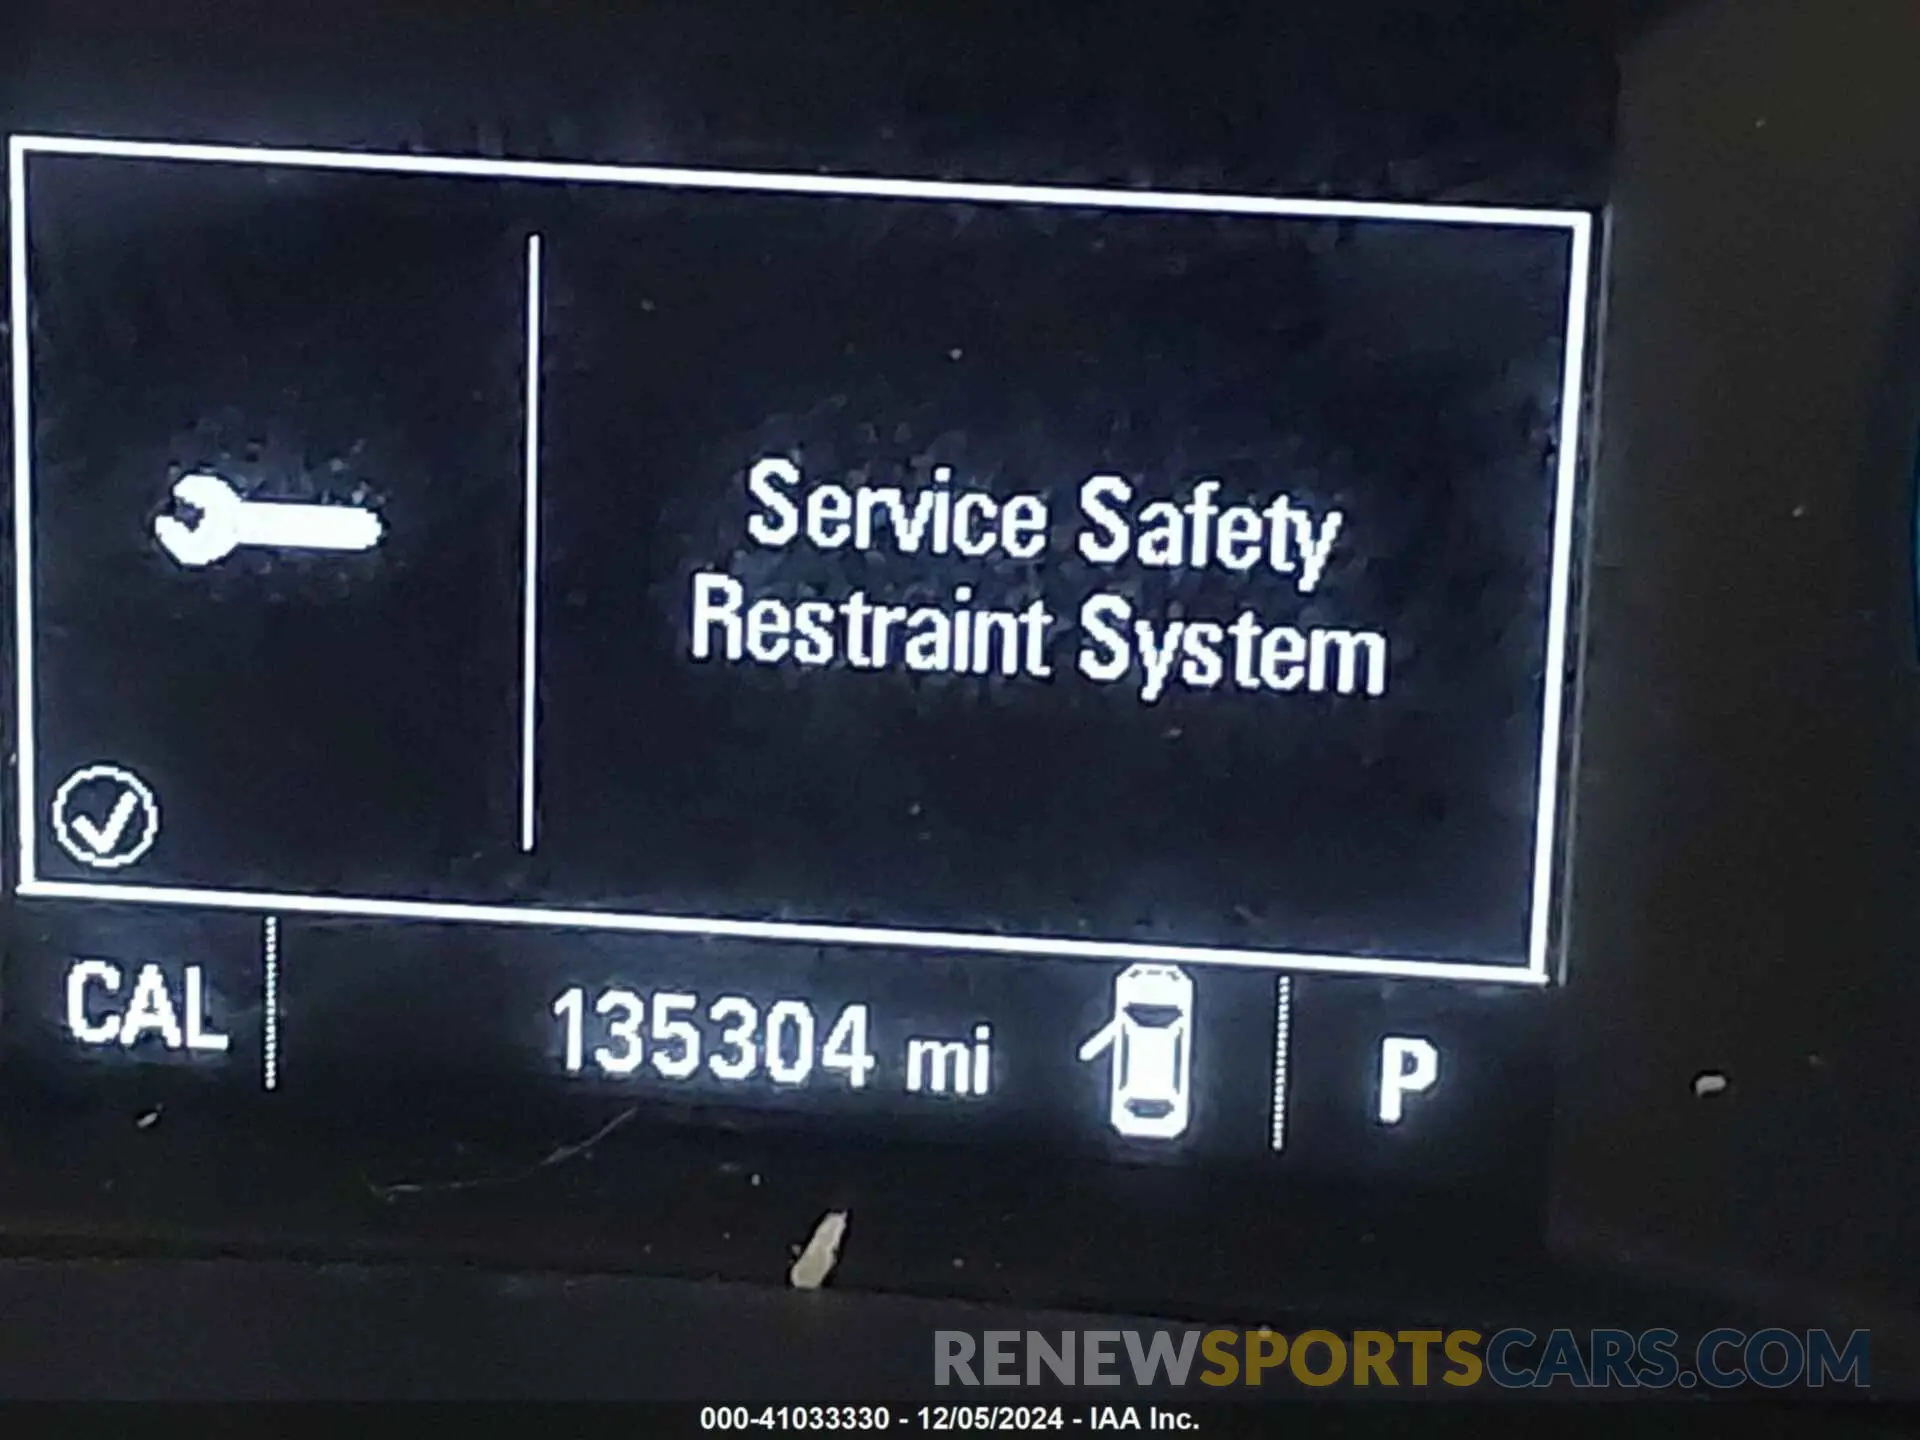 Service Safety
Restraint System
CAL
135304 mi
P
RENEWSPORTSCARS.COM
000-41033330 - 12/05/2024 - IAA Inc.